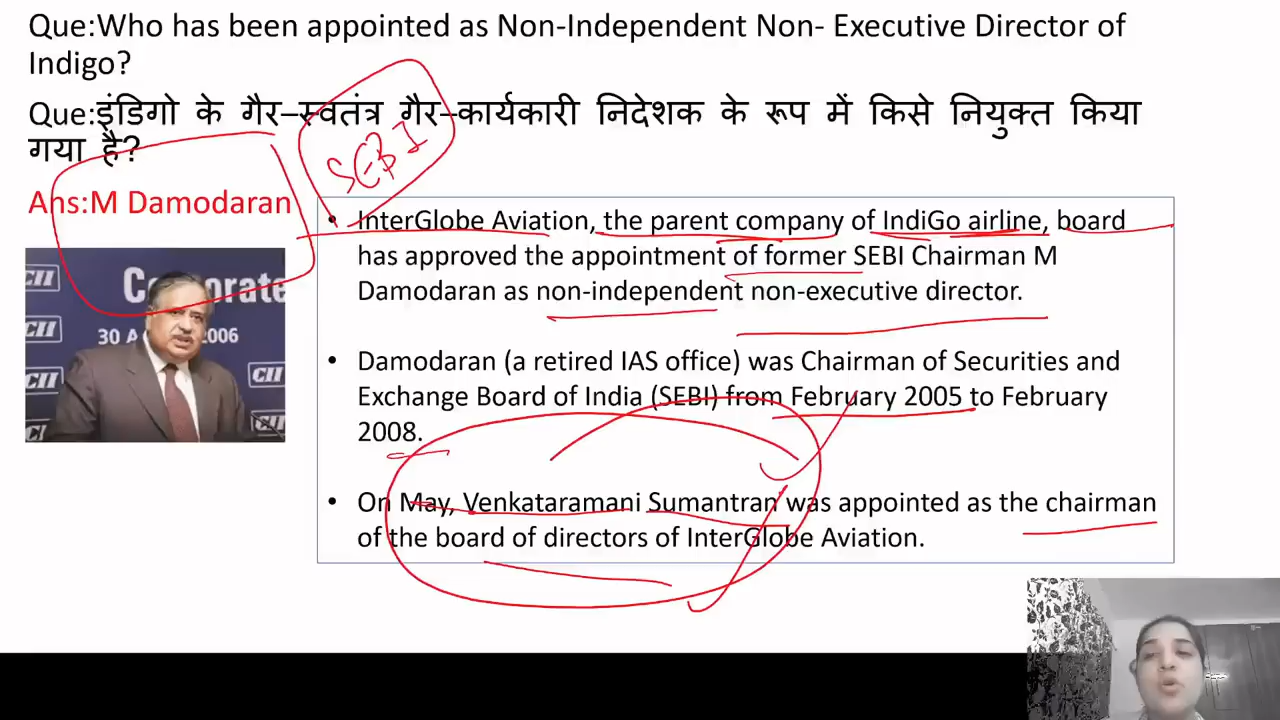 Que:Who has been appointed as Non-Independent Non- Executive Director of
Indigo?
Que:इंडिगो के गैर–स्वतंत्र गैर–कार्यकारी निदेशक के रूप में किसे नियुक्त किया
गया है?
SEBI
Ans:M Damodaran
• InterGlobe Aviation, the parent company of IndiGo airline, board
has approved the appointment of former SEBI Chairman M
Damodaran as non-independent non-executive director.
• Damodaran (a retired IAS office) was Chairman of Securities and
Exchange Board of India (SEBI) from February 2005 to February
2008.
• On May, Venkataramani Sumantran was appointed as the chairman
of the board of directors of InterGlobe Aviation.
CII
CII
CII
CII
CII